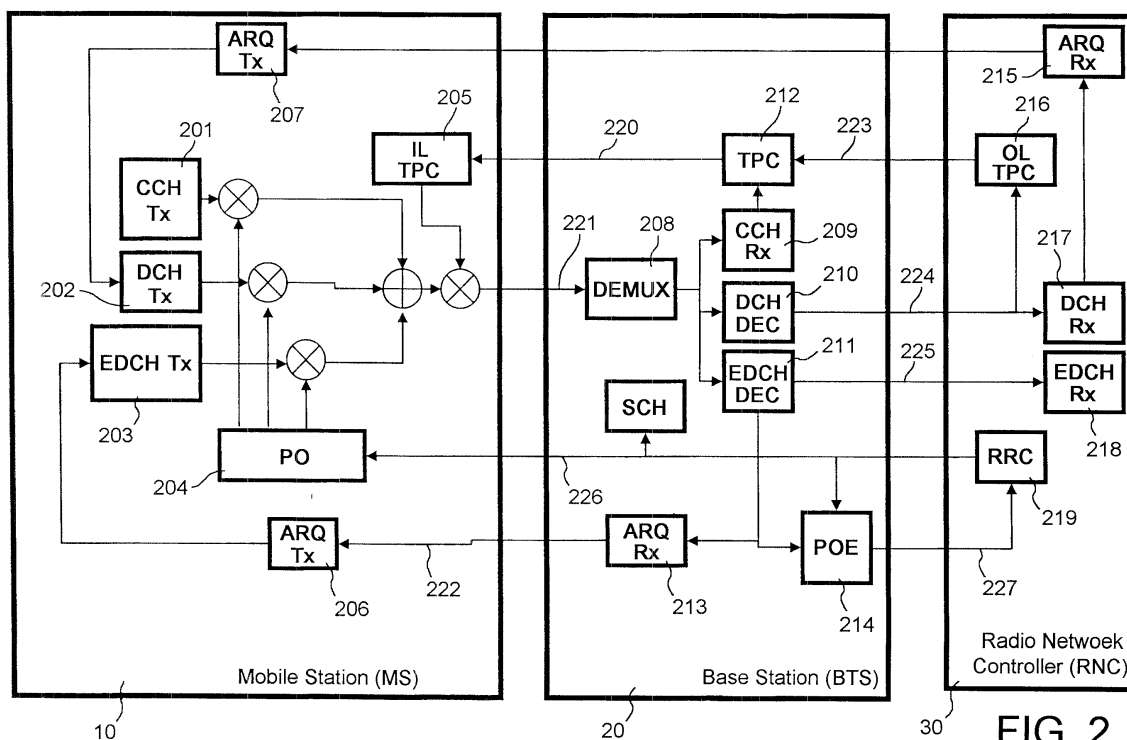 ARQ
Tx
207
201
CCH
Tx
205
IL
TPC
DCH
Tx
202
EDCH Tx
203
PO
204
ARQ
Tx
206
222
Mobile Station (MS)
10
220
221
212
TPC
223
208
DEMUX
CCH
Rx
209
210
DCH
DEC
211
EDCH
DEC
SCH
224
225
226
ARQ
Rx
213
POE
214
227
Base Station (BTS)
20
ARQ
Rx
215
216
OL
TPC
217
DCH
Rx
EDCH
Rx
218
RRC
219
Radio Netwoek
Controller (RNC)
30
FIG. 2